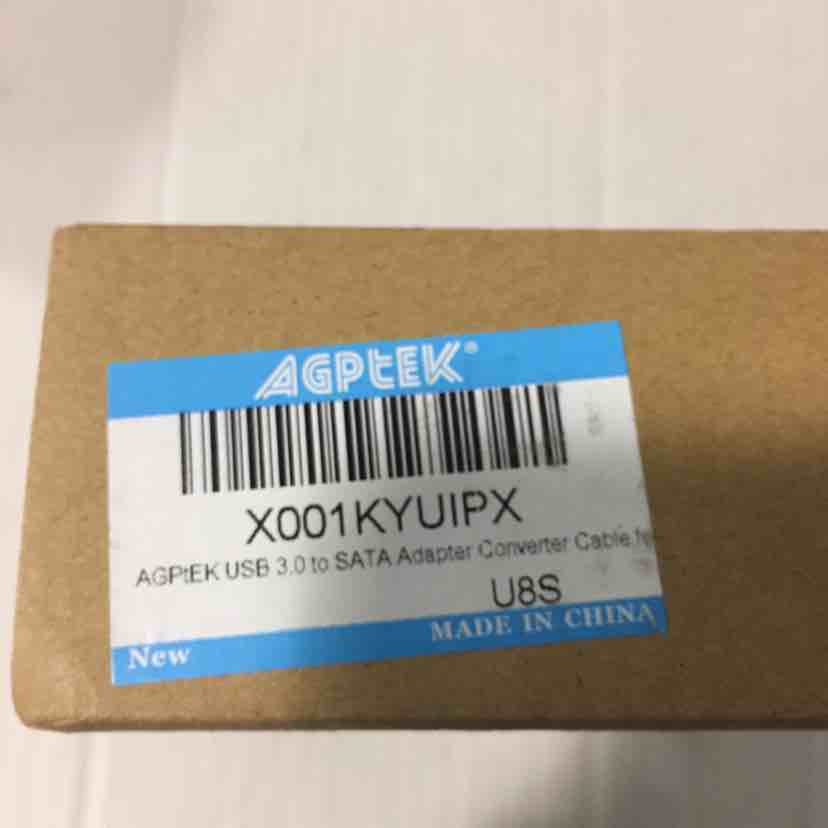 AGPtEK®
X001KYUIPX
AGPtEK USB 3.0 to SATA Adapter Converter Cable
U8S
MADE IN CHINA
New